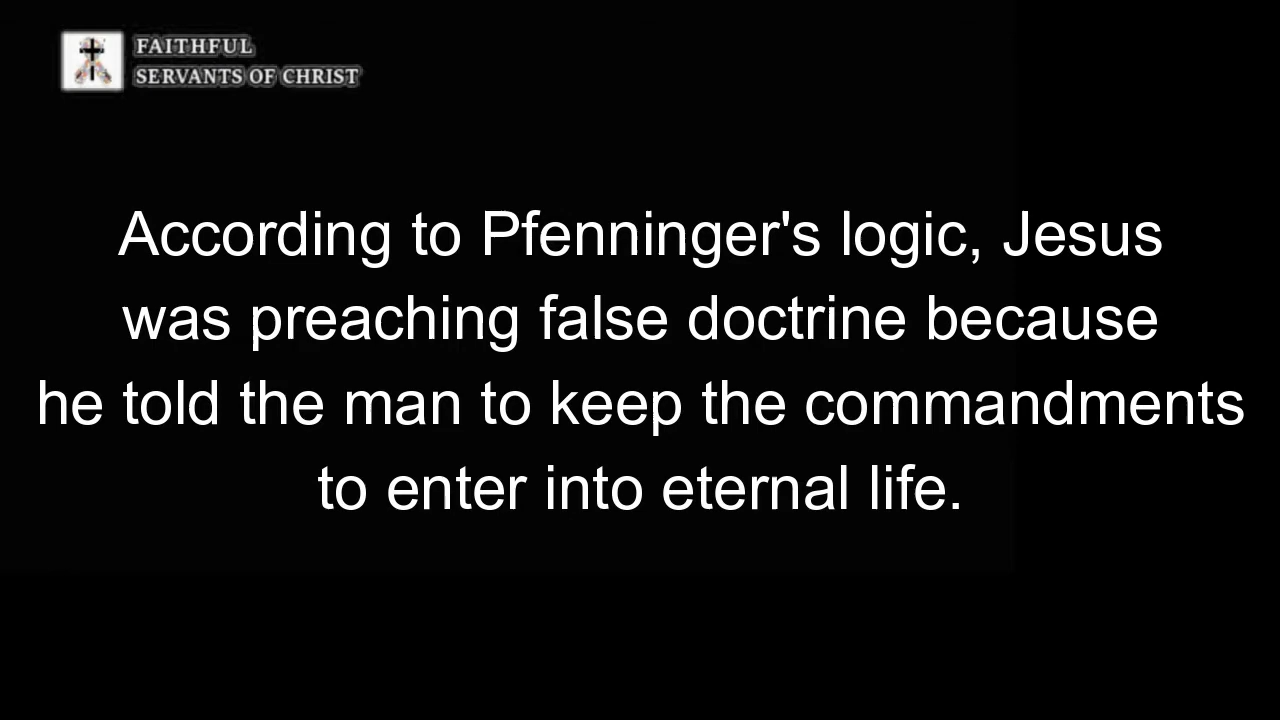 FAITHFUL
SERVANTS OF CHRIST
According to Pfenninger's logic, Jesus
was preaching false doctrine because
he told the man to keep the commandments
to enter into eternal life.